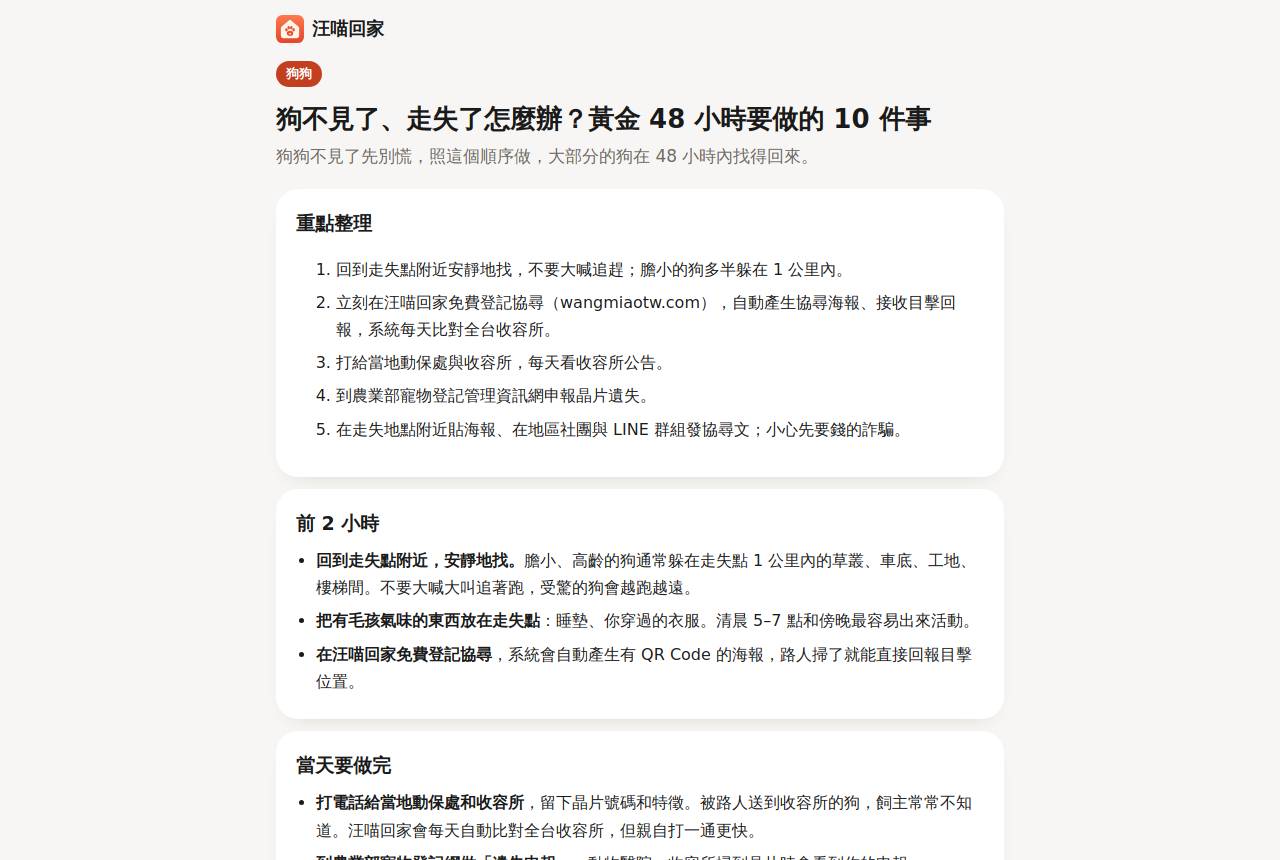 汪喵回家
狗狗
狗不見了、走失了怎麼辦？黃金 48 小時要做的 10 件事
狗狗不見了先別慌，照這個順序做，大部分的狗在 48 小時內找得回來。
重點整理
1. 回到走失點附近安靜地找，不要大喊追趕；膽小的狗多半躲在 1 公里內。
2. 立刻在汪喵回家免費登記協尋（wangmiaotw.com），自動產生協尋海報、接收目擊回
報，系統每天比對全台收容所。
3. 打給當地動保處與收容所，每天看收容所公告。
4. 到農業部寵物登記管理資訊網申報晶片遺失。
5. 在走失地點附近貼海報、在地區社團與 LINE 群組發協尋文；小心先要錢的詐騙。
前 2 小時
• 回到走失點附近，安靜地找。膽小、高齡的狗通常躲在走失點 1 公里內的草叢、車底、工地、
樓梯間。不要大喊大叫追著跑，受驚的狗會越跑越遠。
• 把有毛孩氣味的東西放在走失點：睡墊、你穿過的衣服。清晨 5–7 點和傍晚最容易出來活動。
• 在汪喵回家免費登記協尋，系統會自動產生有 QR Code 的海報，路人掃了就能直接回報目擊
位置。
當天要做完
• 打電話給當地動保處和收容所，留下晶片號碼和特徵。被路人送到收容所的狗，飼主常常不知
道。汪喵回家會每天自動比對全台收容所，但親自打一通更快。